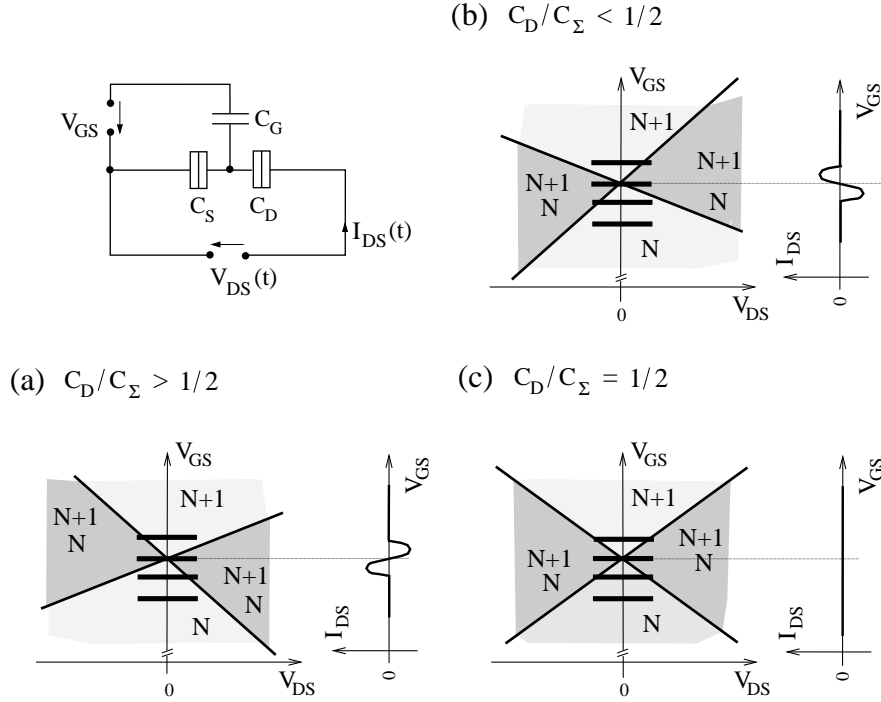 (b) C_D/C_Σ < 1/2
V_GS
C_G
C_S
C_D
I_DS(t)
V_DS(t)
V_GS
N+1
N+1
N
N+1
N
N
V_DS
0
V_GS
I_DS
0
(a) C_D/C_Σ > 1/2
V_GS
N+1
N+1
N
N+1
N
N
V_DS
0
V_GS
I_DS
0
(c) C_D/C_Σ = 1/2
V_GS
N+1
N+1
N
N+1
N
N
V_DS
0
V_GS
I_DS
0